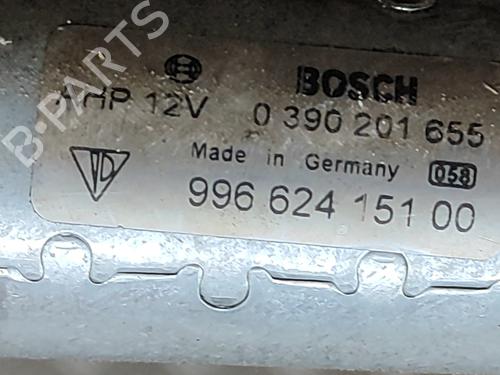 BOSCH
AHP 12V 0 390 201 655
Made in Germany 058
996 624 151 00
B-PARTS